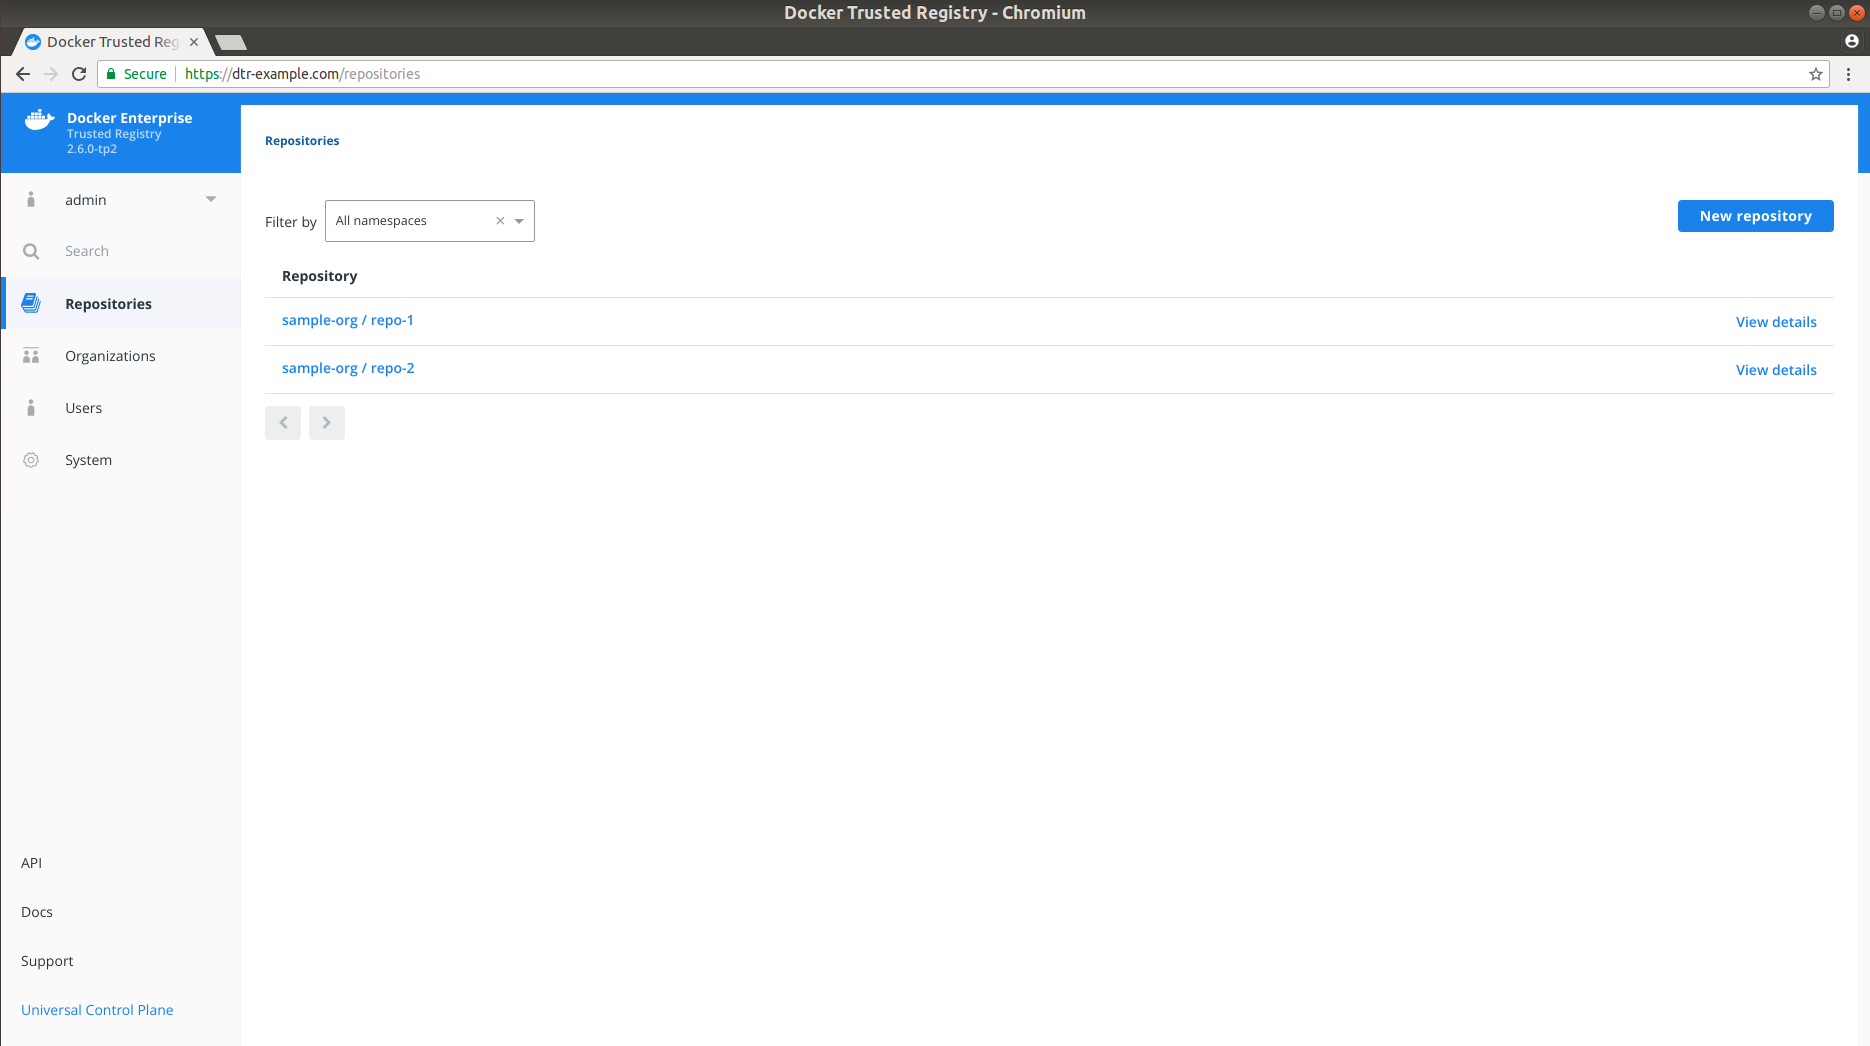 Docker Trusted Registry - Chromium
Docker Trusted Reg
Secure
https://dtr-example.com/repositories
Docker Enterprise
Trusted Registry
2.6.0-tp2
admin
Search
Repositories
Organizations
Users
System
API
Docs
Support
Universal Control Plane
Repositories
Filter by All namespaces
New repository
Repository
sample-org / repo-1 View details
sample-org / repo-2 View details